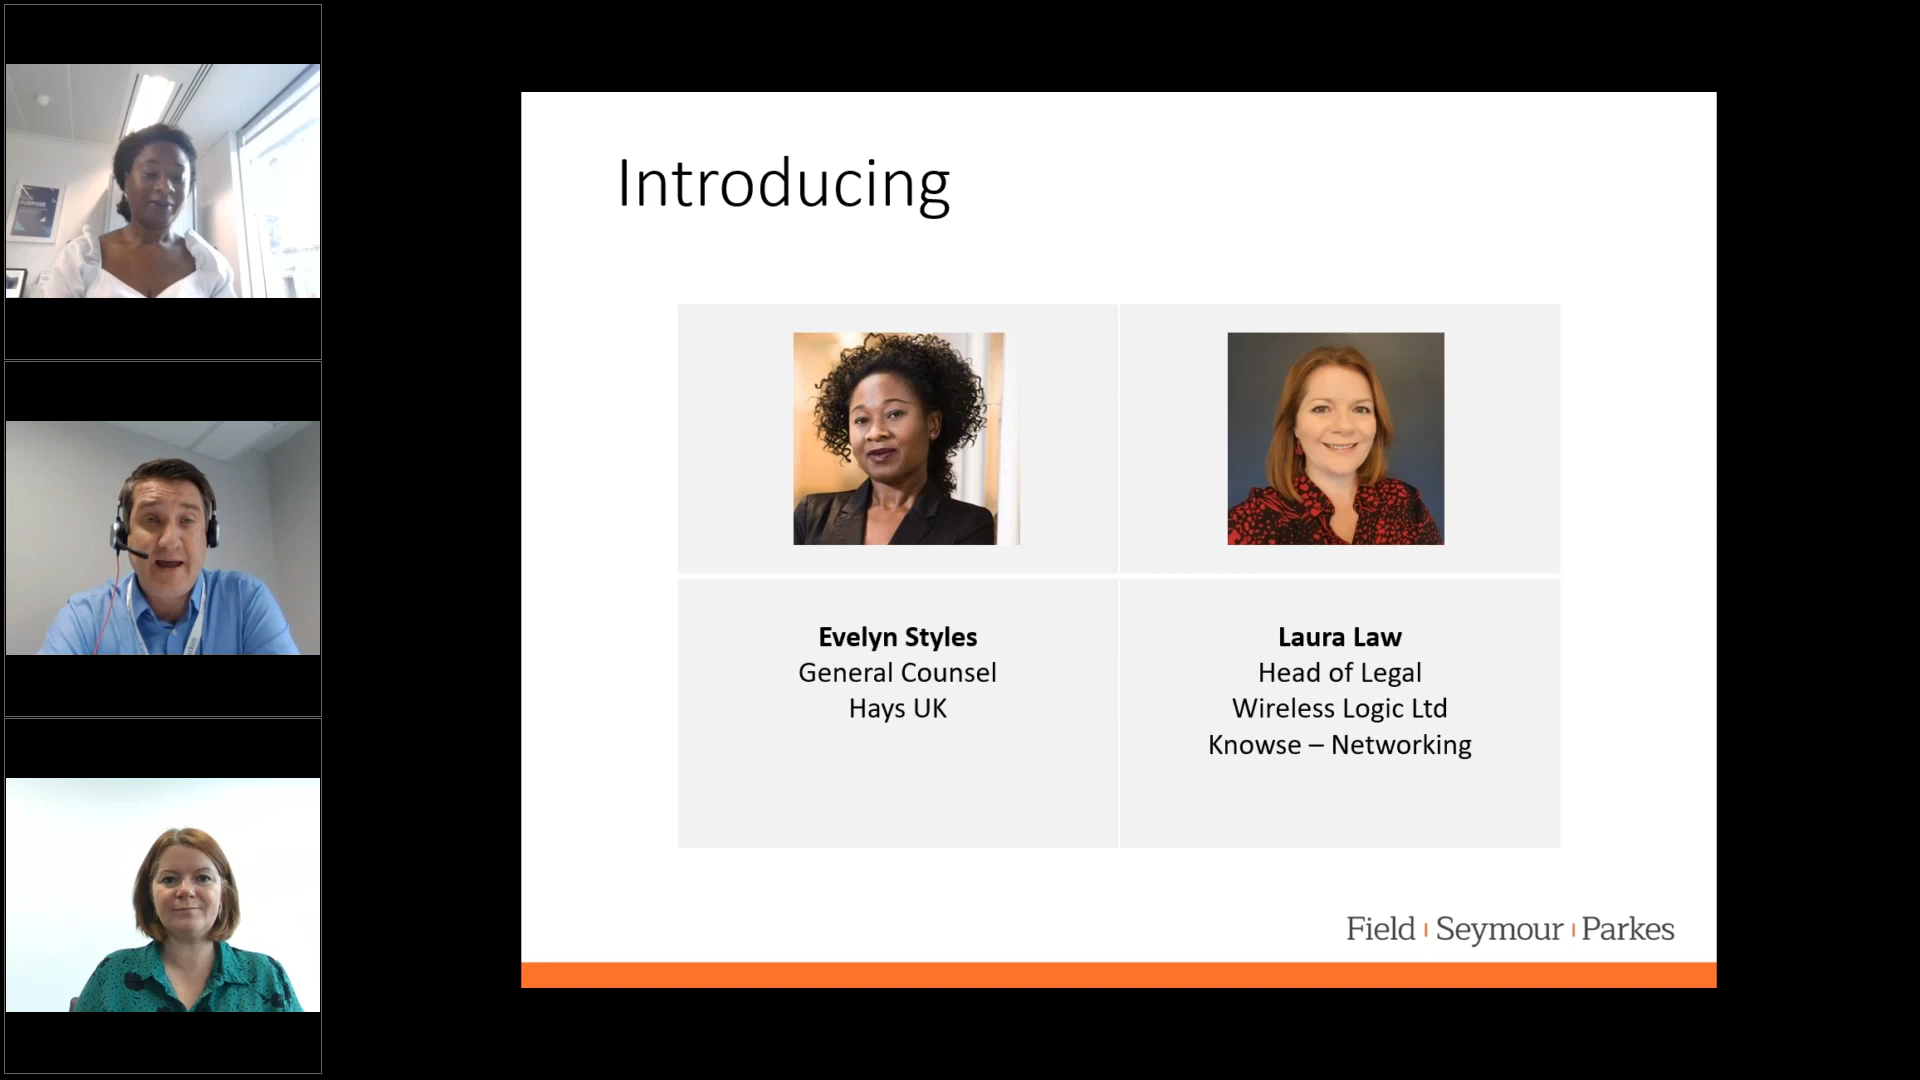 PURPOSE
Introducing
Evelyn Styles
General Counsel
Hays UK
Laura Law
Head of Legal
Wireless Logic Ltd
Knowse – Networking
Field Seymour Parkes